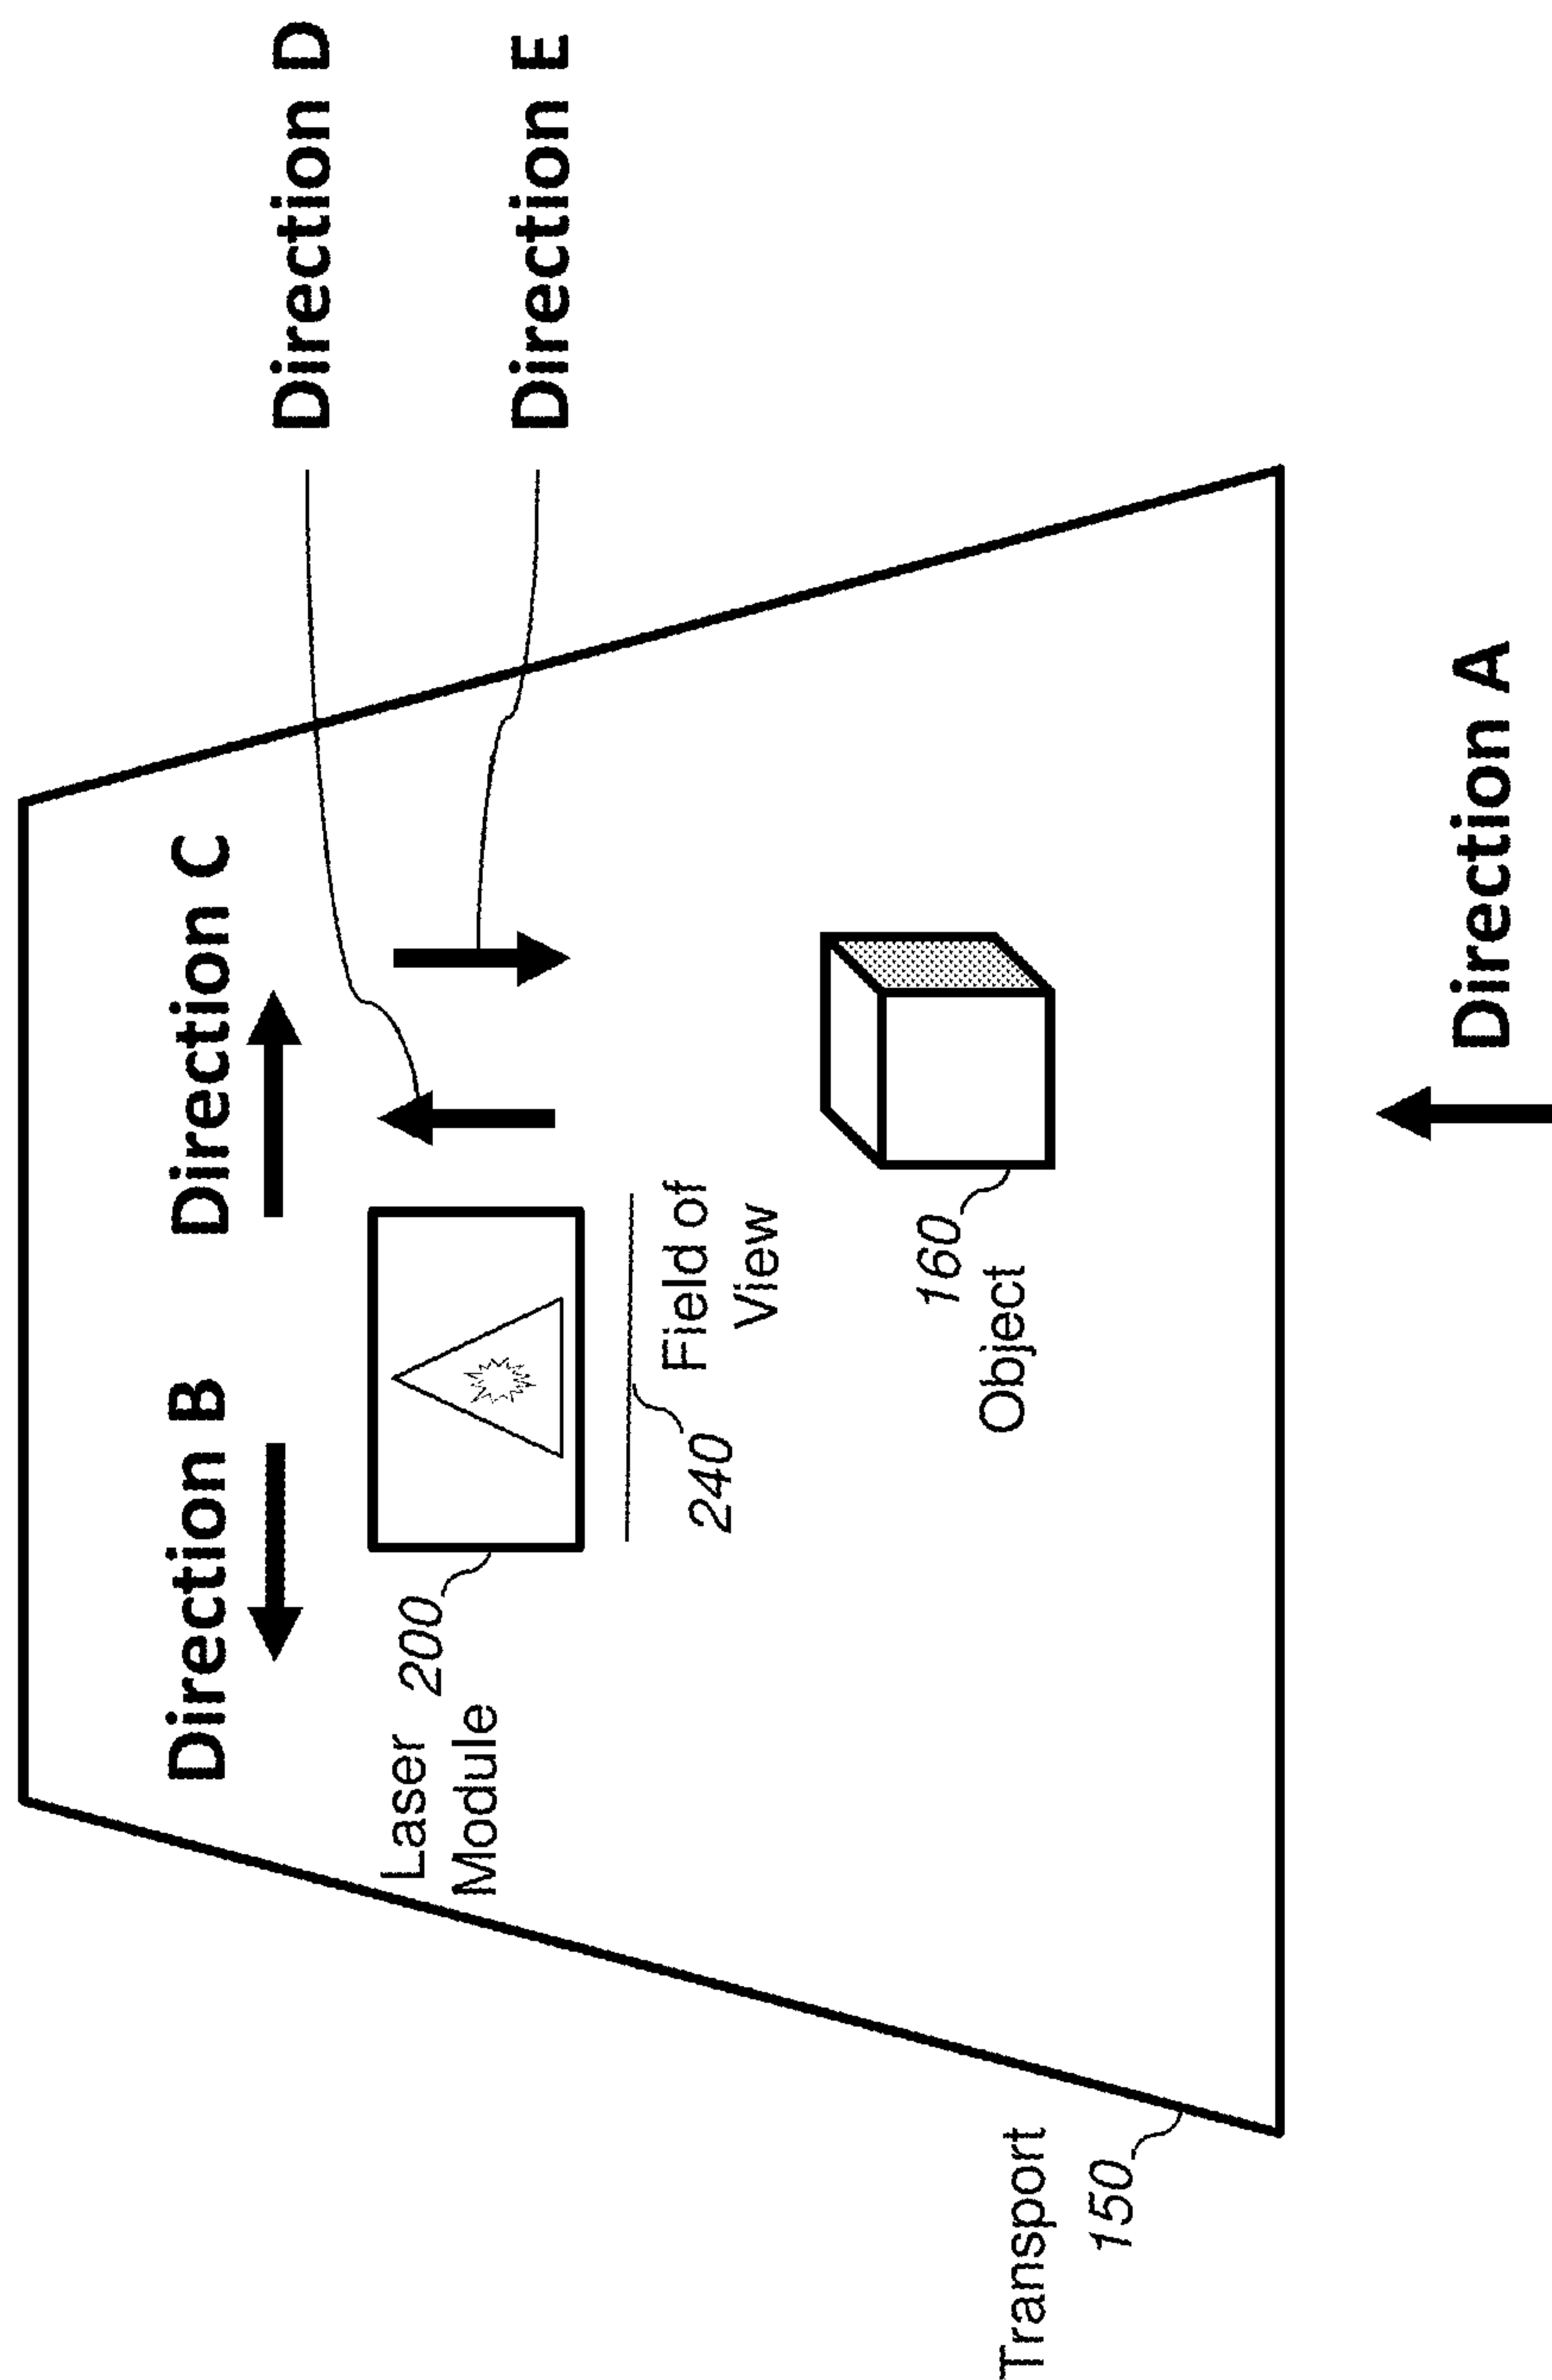 Direction B
Direction C
Direction D
Direction E
Laser 200
Module
240
Field of
View
160
Object
Transport
150
Direction A